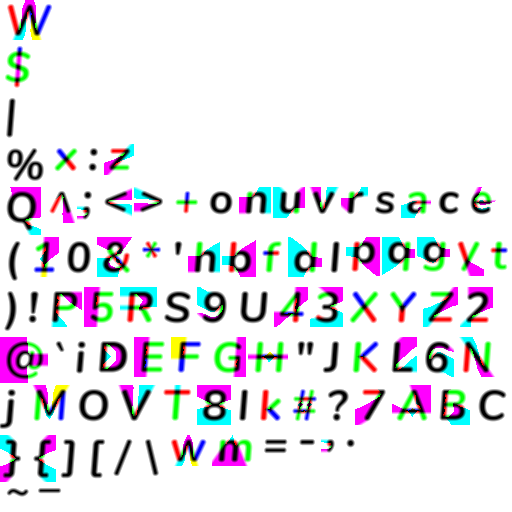 W
$
|
% x : z
Q ^ ; < > + o n u v r s a c e
( 1 0 & * ' h b f d l p q g y t
) ! P 5 R S 9 U 4 3 X Y Z 2
@ ` i D E F G H " J K L 6 N
j M O V T 8 I k # ? 7 A B C
} { ] [ / \ w m = - , .
~ _